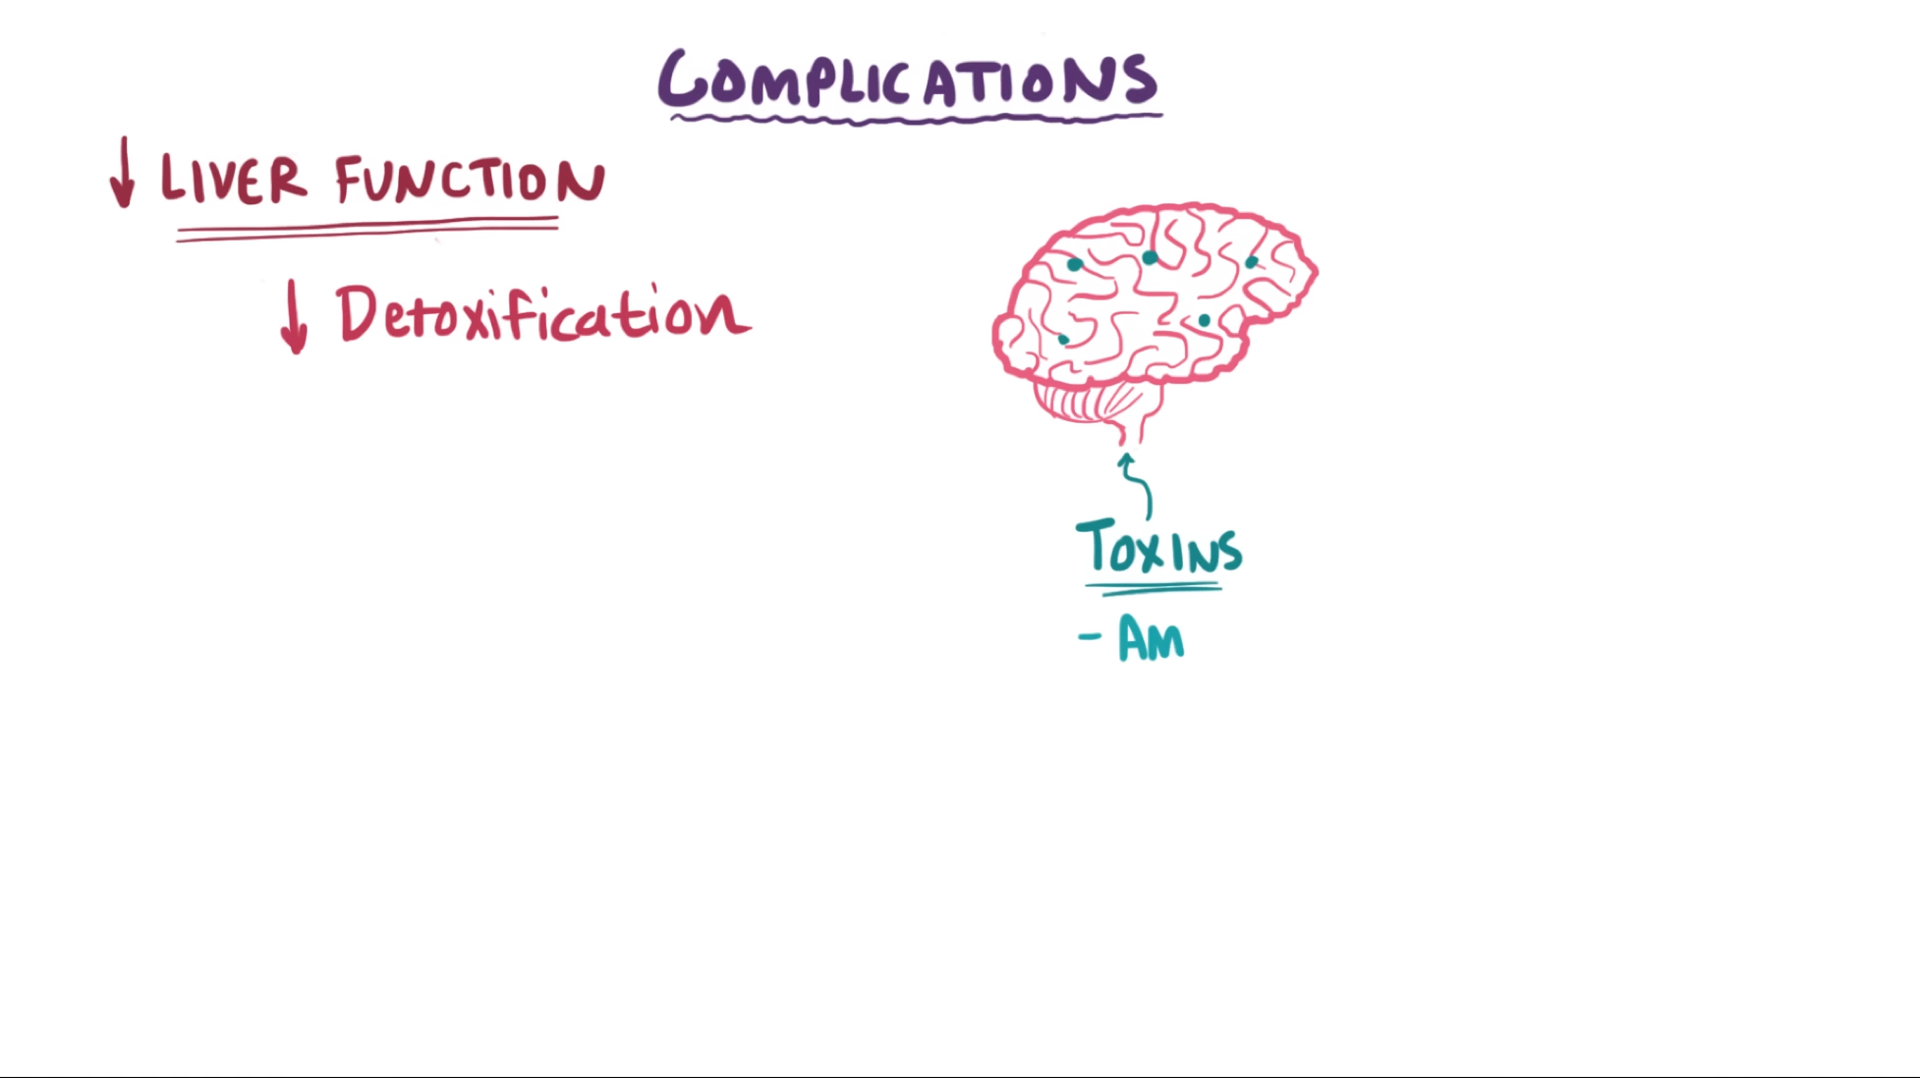 COMPLICATIONS
↓ LIVER FUNCTION
↓ Detoxification
TOXINS
- AM